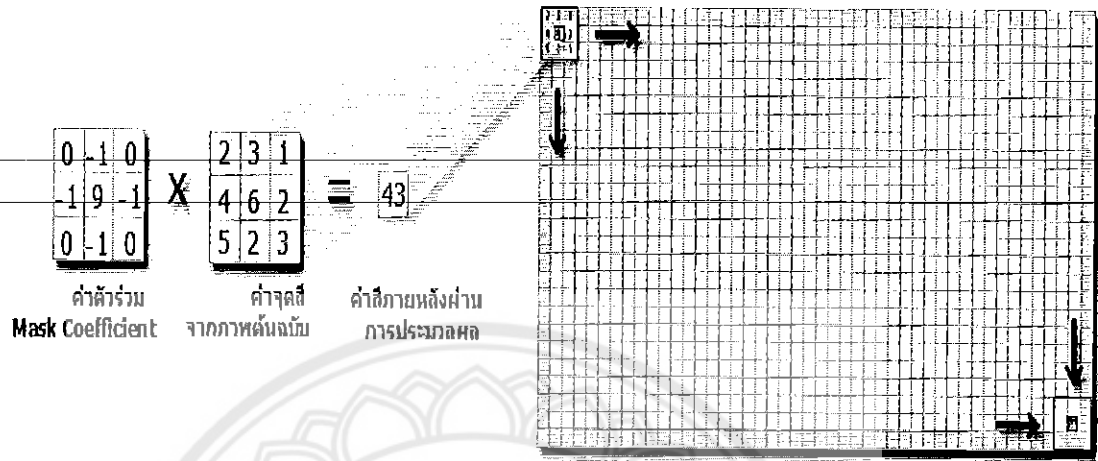 0 -1 0
-1 9 -1
0 -1 0
X
2 3 1
4 6 2
5 2 3
=
43
ค่าตัวร่วม
Mask Coefficient
ค่าจุดสี
จากภาพต้นฉบับ
ค่าสีภายหลังผ่าน
การประมวลผล